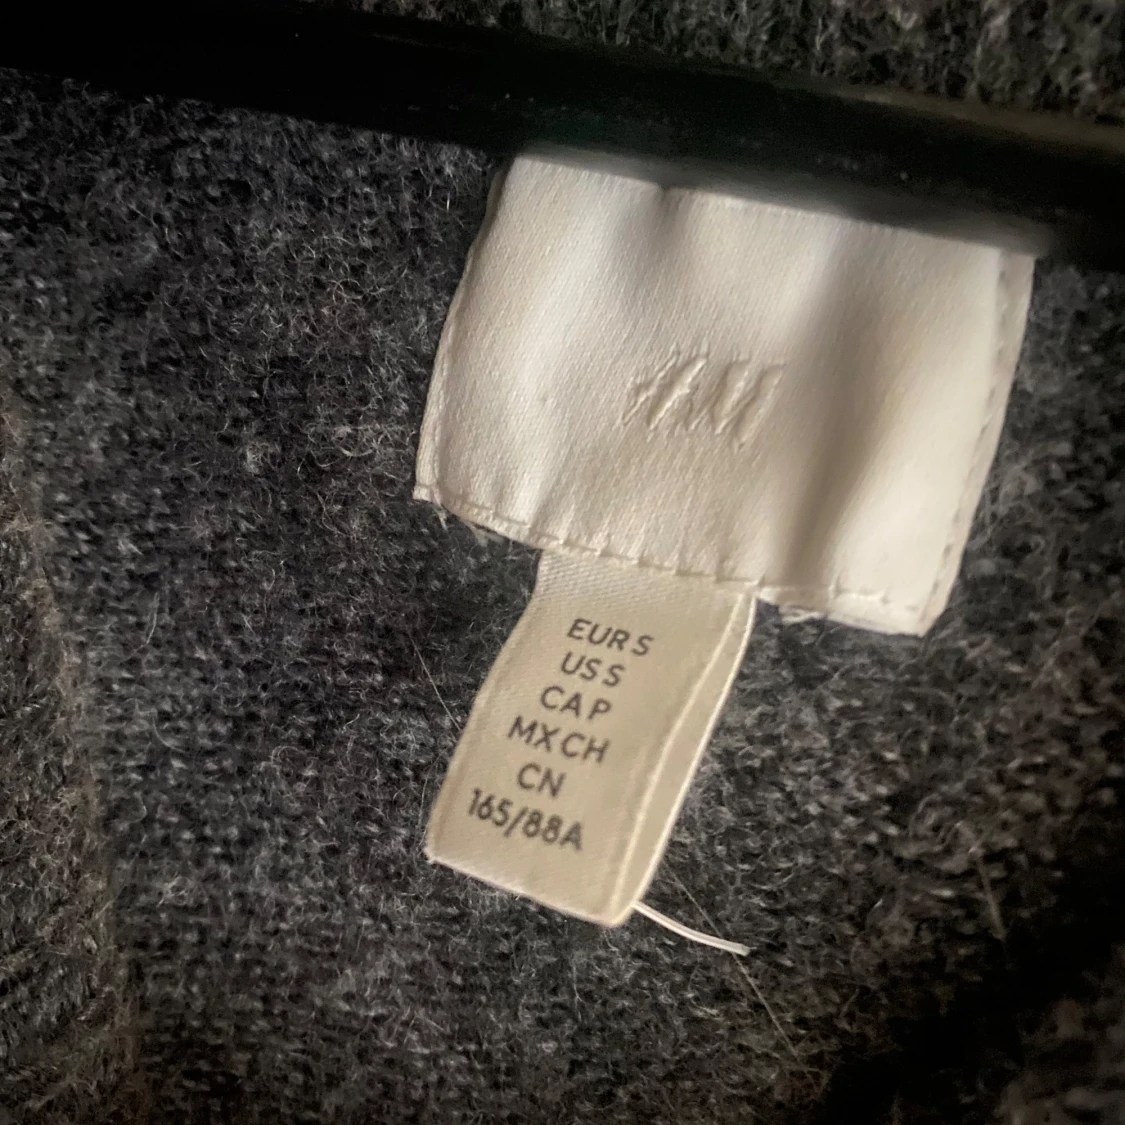 H&M
EUR S
US S
CA P
MX CH
CN
165/88A